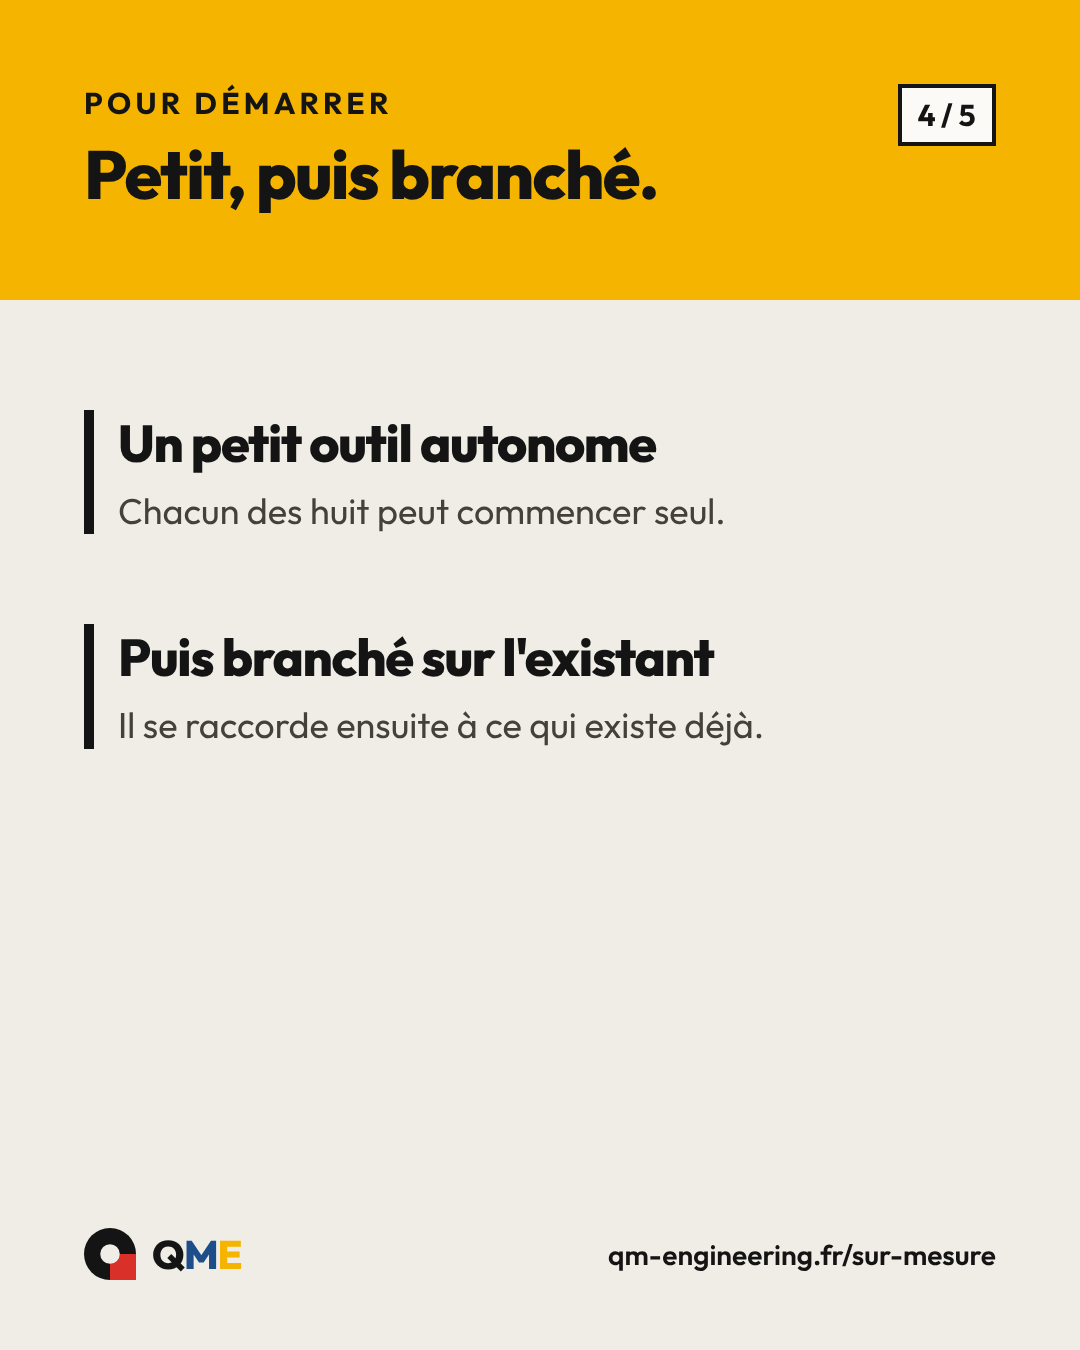 POUR DÉMARRER
4/5
Petit, puis branché.
Un petit outil autonome
Chacun des huit peut commencer seul.
Puis branché sur l'existant
Il se raccorde ensuite à ce qui existe déjà.
QME
qm-engineering.fr/sur-mesure